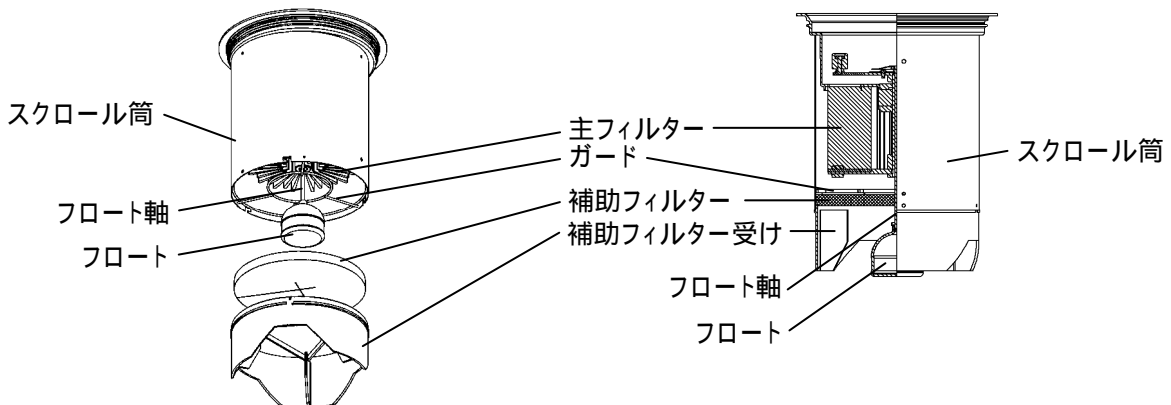 スクロール筒
フロート軸
フロート
主フィルター
ガード
補助フィルター
補助フィルター受け
スクロール筒
フロート軸
フロート